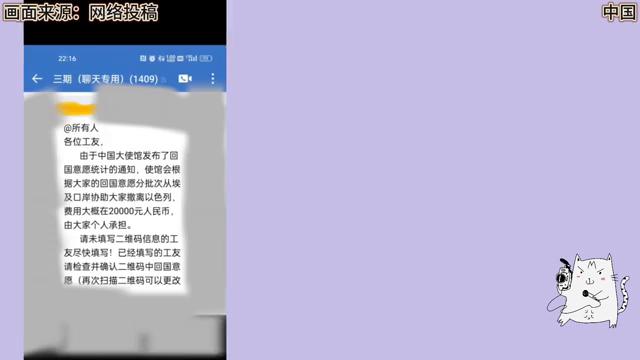 画面来源：网络投稿
中国
22:16
三期（聊天专用）(1409)
@所有人
各位工友，
由于中国大使馆发布了回
国意愿统计的通知，使馆会根
据大家的回国意愿分批次从埃
及口岸协助大家撤离以色列，
费用大概在20000元人民币，
由大家个人承担。
请未填写二维码信息的工
友尽快填写！已经填写的工友
请检查并确认二维码中回国意
愿（再次扫描二维码可以更改